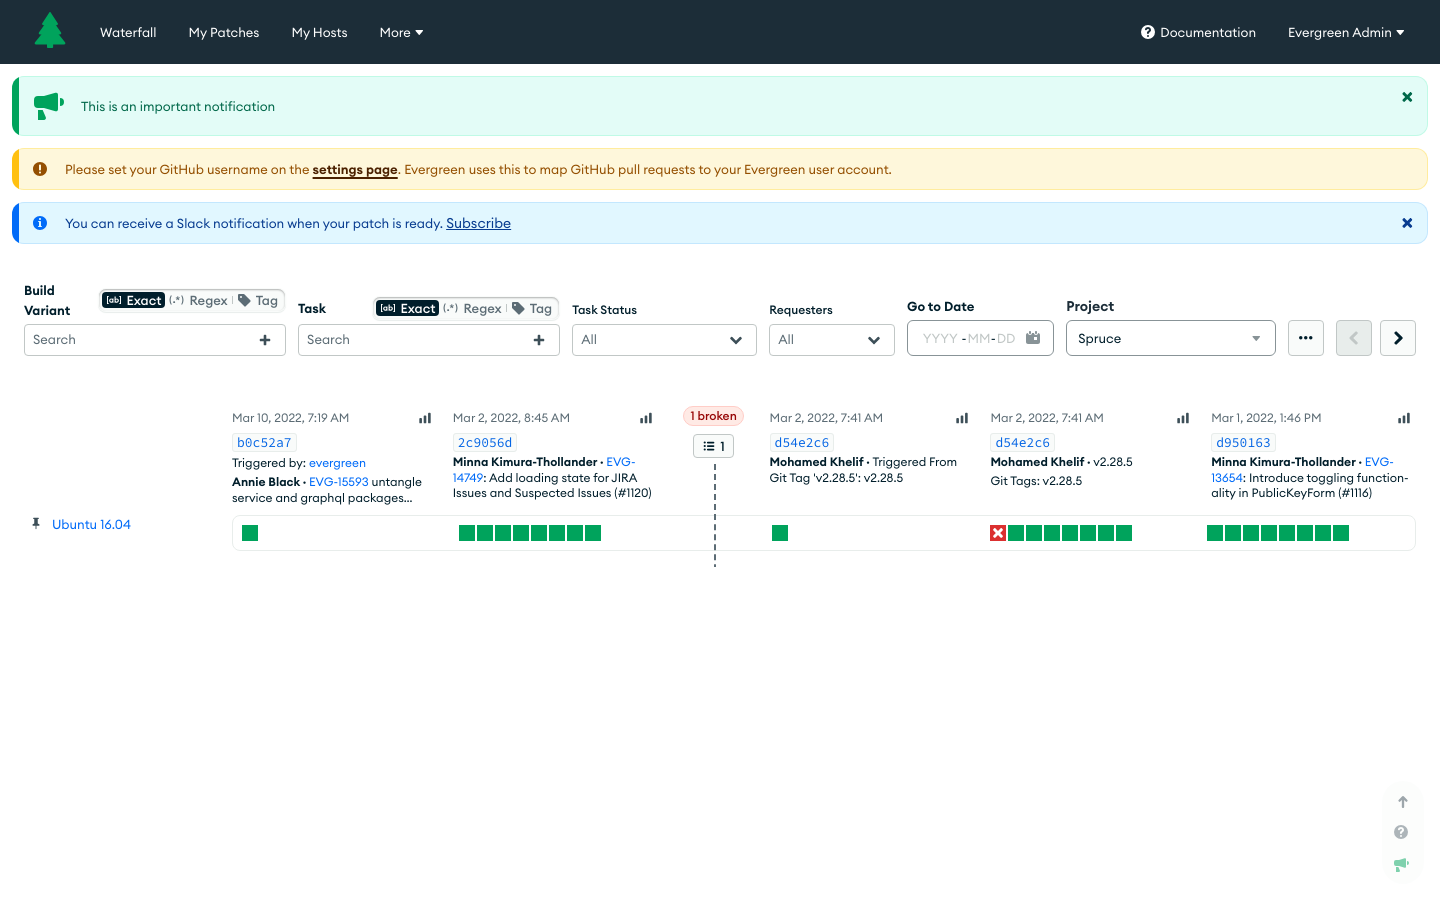 Waterfall My Patches My Hosts More Documentation Evergreen Admin
This is an important notification
Please set your GitHub username on the settings page. Evergreen uses this to map GitHub pull requests to your Evergreen user account.
You can receive a Slack notification when your patch is ready. Subscribe
Build Variant
[ab] Exact (.*) Regex Tag
Search
Task
[ab] Exact (.*) Regex Tag
Search
Task Status
All
Requesters
All
Go to Date
YYYY-MM-DD
Project
Spruce
Mar 10, 2022, 7:19 AM
b0c52a7
Triggered by: evergreen
Annie Black • EVG-15593 untangle
service and graphql packages...
Mar 2, 2022, 8:45 AM
2c9056d
Minna Kimura-Thollander • EVG-
14749: Add loading state for JIRA
Issues and Suspected Issues (#1120)
1 broken
1
Mar 2, 2022, 7:41 AM
d54e2c6
Mohamed Khelif • Triggered From
Git Tag 'v2.28.5': v2.28.5
Mar 2, 2022, 7:41 AM
d54e2c6
Mohamed Khelif • v2.28.5
Git Tags: v2.28.5
Mar 1, 2022, 1:46 PM
d950163
Minna Kimura-Thollander • EVG-
13654: Introduce toggling function-
ality in PublicKeyForm (#1116)
Ubuntu 16.04